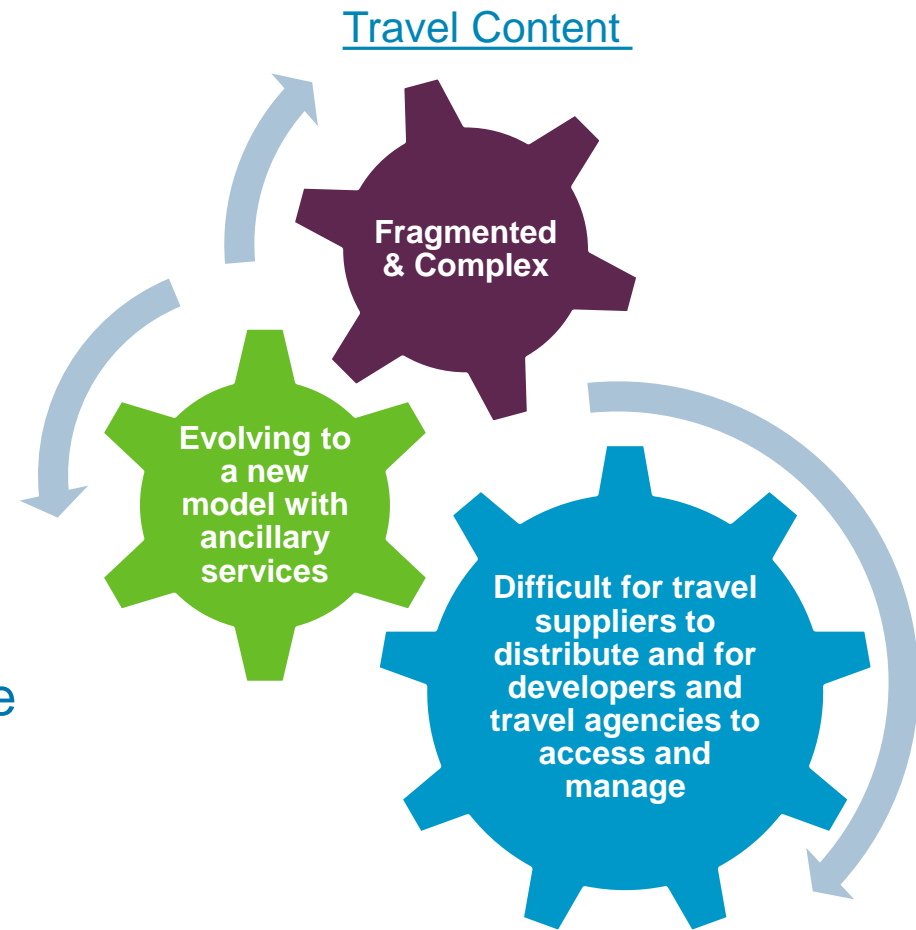 Travel Content
Fragmented
& Complex
Evolving to
a new
model with
ancillary
services
Difficult for travel
suppliers to
distribute and for
developers and
travel agencies to
access and
manage
e